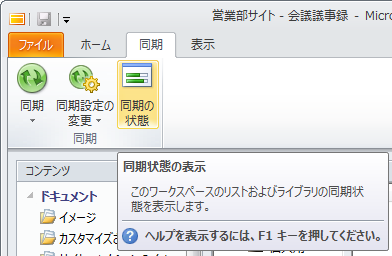 営業部サイト - 会議議事録 - Micro
ファイル ホーム 同期 表示
同期 同期設定の変更 同期の状態
同期
コンテンツ
ドキュメント
イメージ
カスタマイズお
同期状態の表示
このワークスペースのリストおよびライブラリの同期状
態を表示します。
ヘルプを表示するには、F1 キーを押してください。